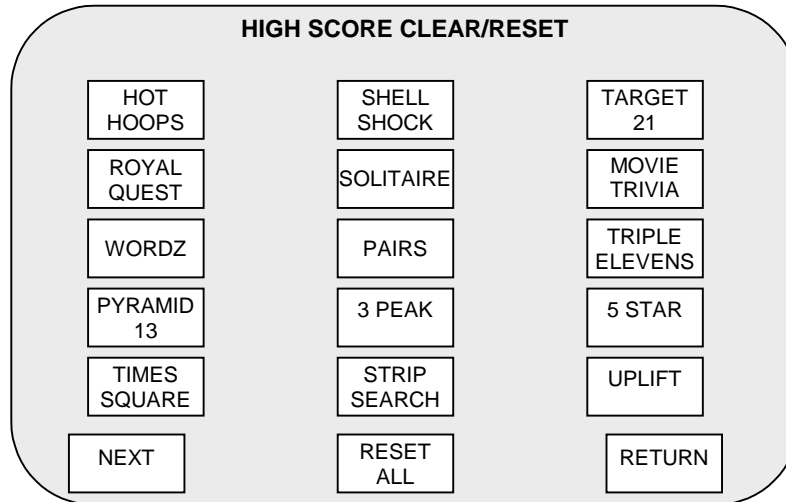 HIGH SCORE CLEAR/RESET
HOT
HOOPS
SHELL
SHOCK
TARGET
21
ROYAL
QUEST
SOLITAIRE
MOVIE
TRIVIA
WORDZ
PAIRS
TRIPLE
ELEVENS
PYRAMID
13
3 PEAK
5 STAR
TIMES
SQUARE
STRIP
SEARCH
UPLIFT
NEXT
RESET
ALL
RETURN